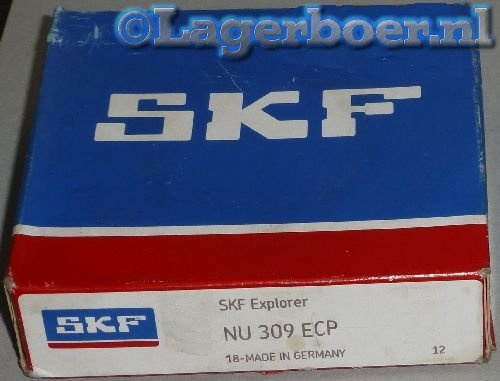 ©Lagerboer.nl
SKF
SKF Explorer
SKF
NU 309 ECP
18-MADE IN GERMANY 12